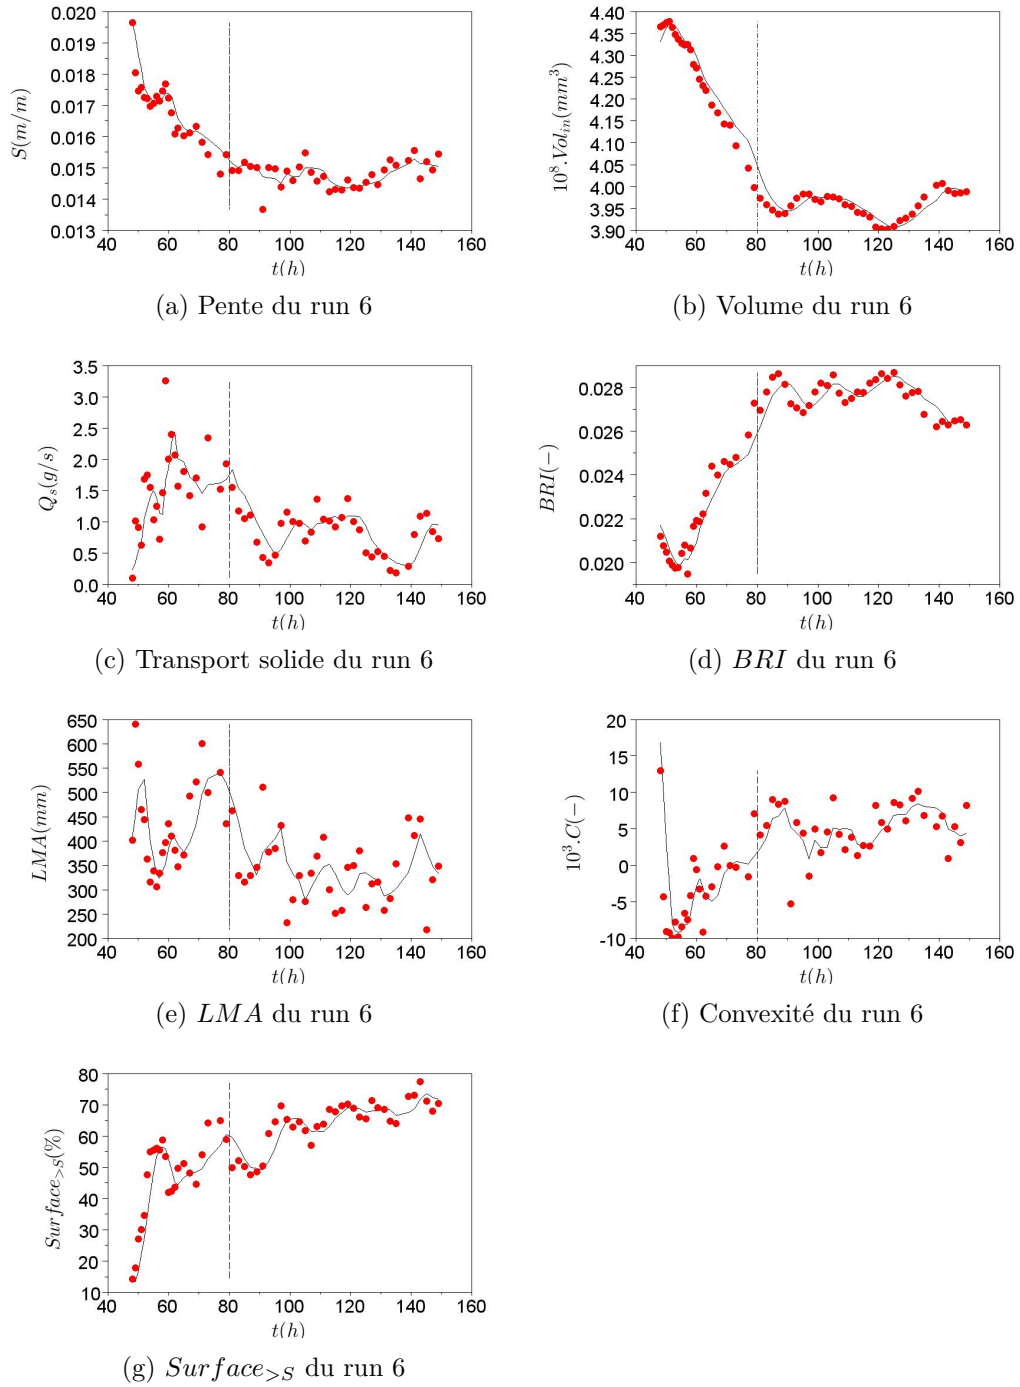 0.020
0.019
0.018
0.017
0.016
0.015
0.014
0.013
S(m/m)
40 60 80 100 120 140 160
t(h)
(a) Pente du run 6
4.40
4.35
4.30
4.25
4.20
4.15
4.10
4.05
4.00
3.95
3.90
10^8.Vol_{in}(mm^3)
40 60 80 100 120 140 160
t(h)
(b) Volume du run 6
3.5
3.0
2.5
2.0
1.5
1.0
0.5
0.0
Q_s(g/s)
40 60 80 100 120 140 160
t(h)
(c) Transport solide du run 6
0.028
0.026
0.024
0.022
0.020
BRI(−)
40 60 80 100 120 140 160
t(h)
(d) BRI du run 6
650
600
550
500
450
400
350
300
250
200
LMA(mm)
40 60 80 100 120 140 160
t(h)
(e) LMA du run 6
20
15
10
5
0
-5
-10
10^3.C(−)
40 60 80 100 120 140 160
t(h)
(f) Convexité du run 6
80
70
60
50
40
30
20
10
Surface_{>S}(%)
40 60 80 100 120 140 160
t(h)
(g) Surface_{>S} du run 6